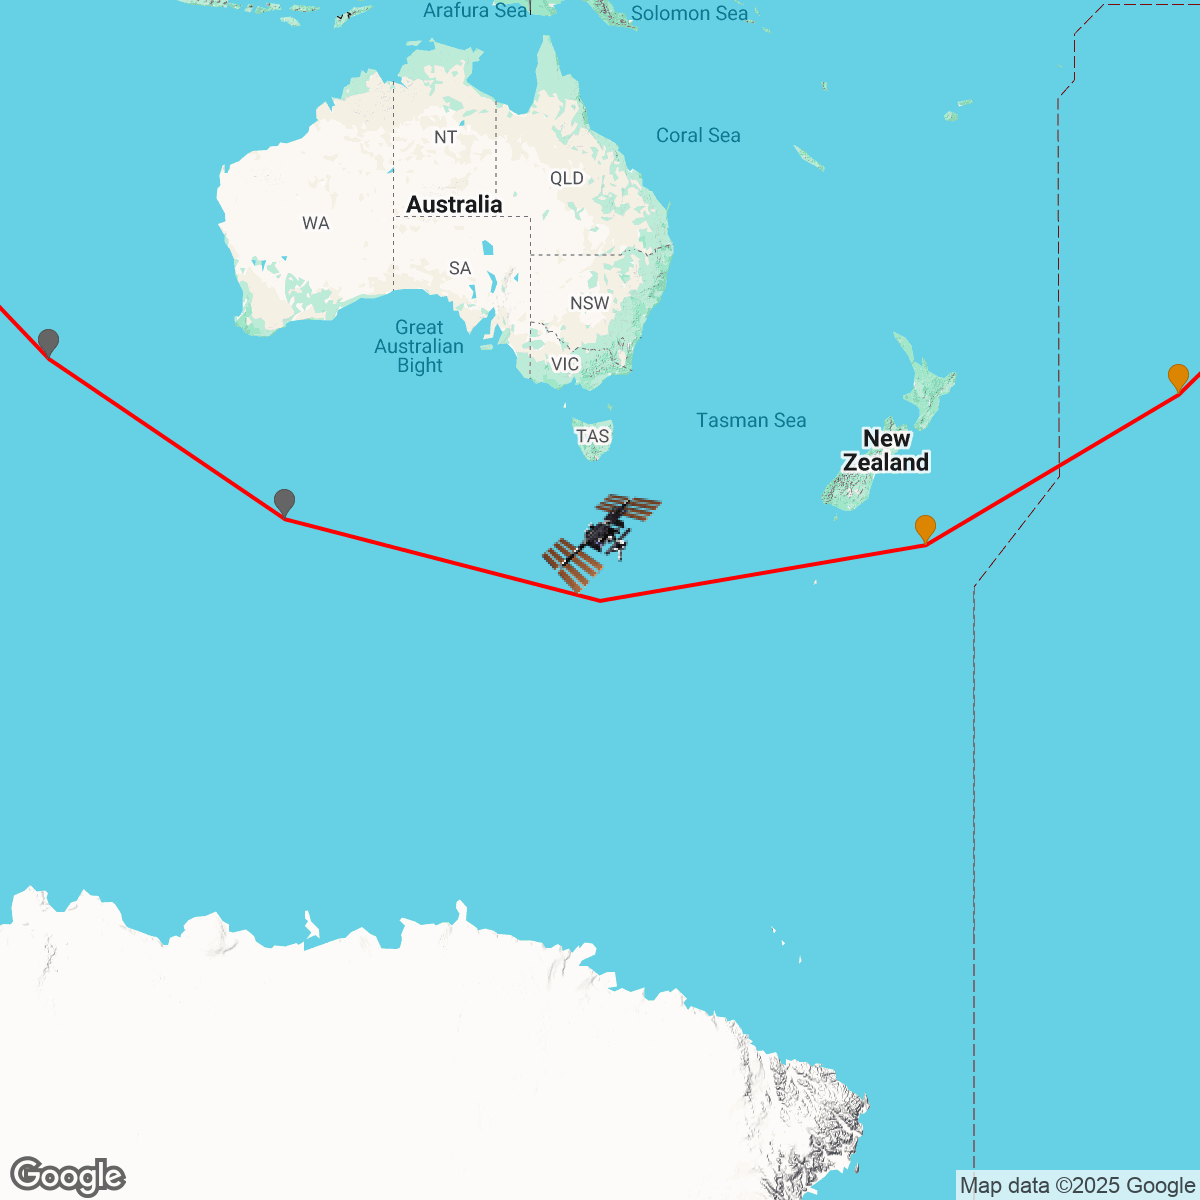 Arafura Sea
Solomon Sea
Coral Sea
NT
QLD
Australia
WA
SA
NSW
Great
Australian
Bight
VIC
Tasman Sea
TAS
New
Zealand
Google
Map data ©2025 Google